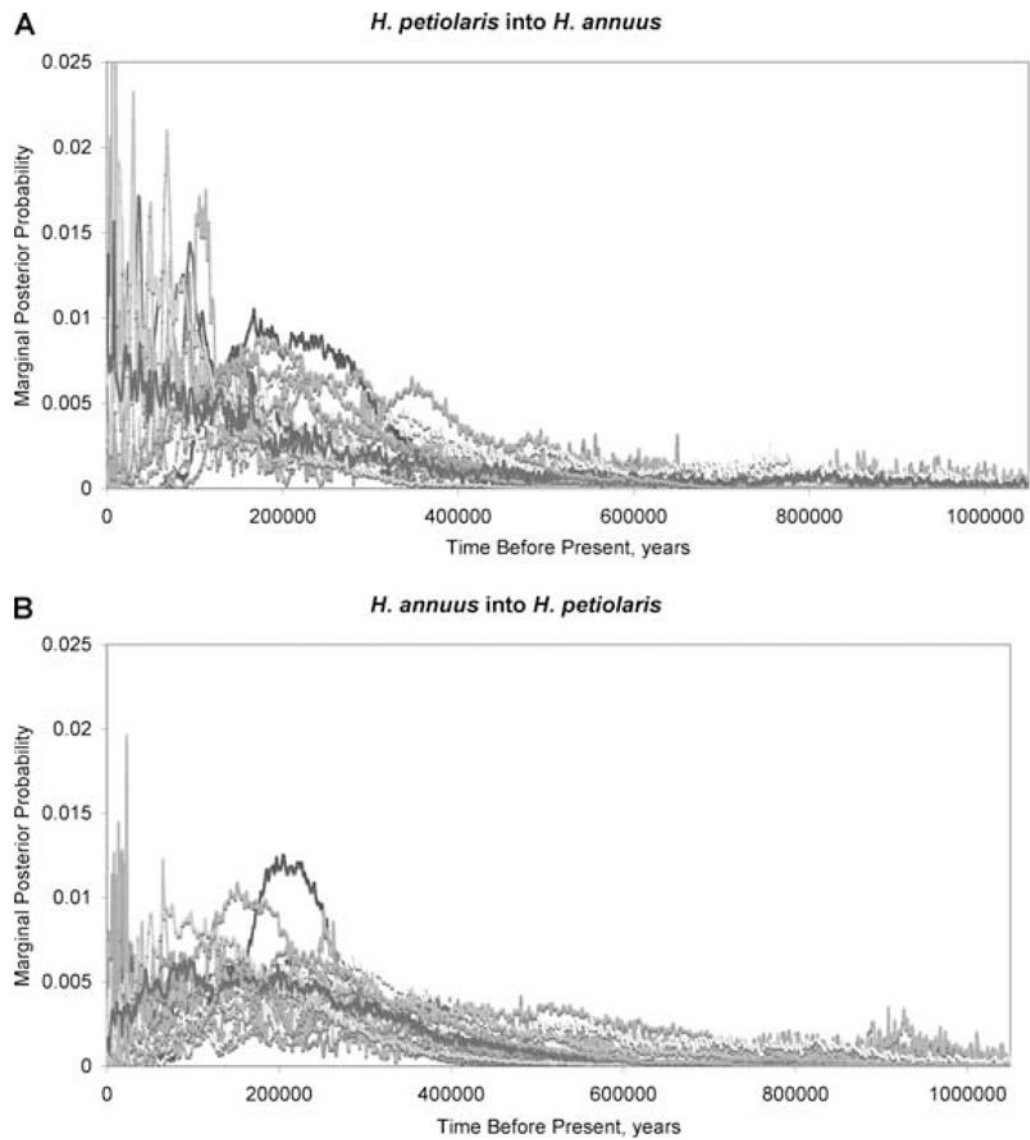 A
H. petiolaris into H. annuus
0.025
0.02
0.015
0.01
0.005
0
Marginal Posterior Probability
0 200000 400000 600000 800000 1000000
Time Before Present, years
B
H. annuus into H. petiolaris
0.025
0.02
0.015
0.01
0.005
0
Marginal Posterior Probability
0 200000 400000 600000 800000 1000000
Time Before Present, years